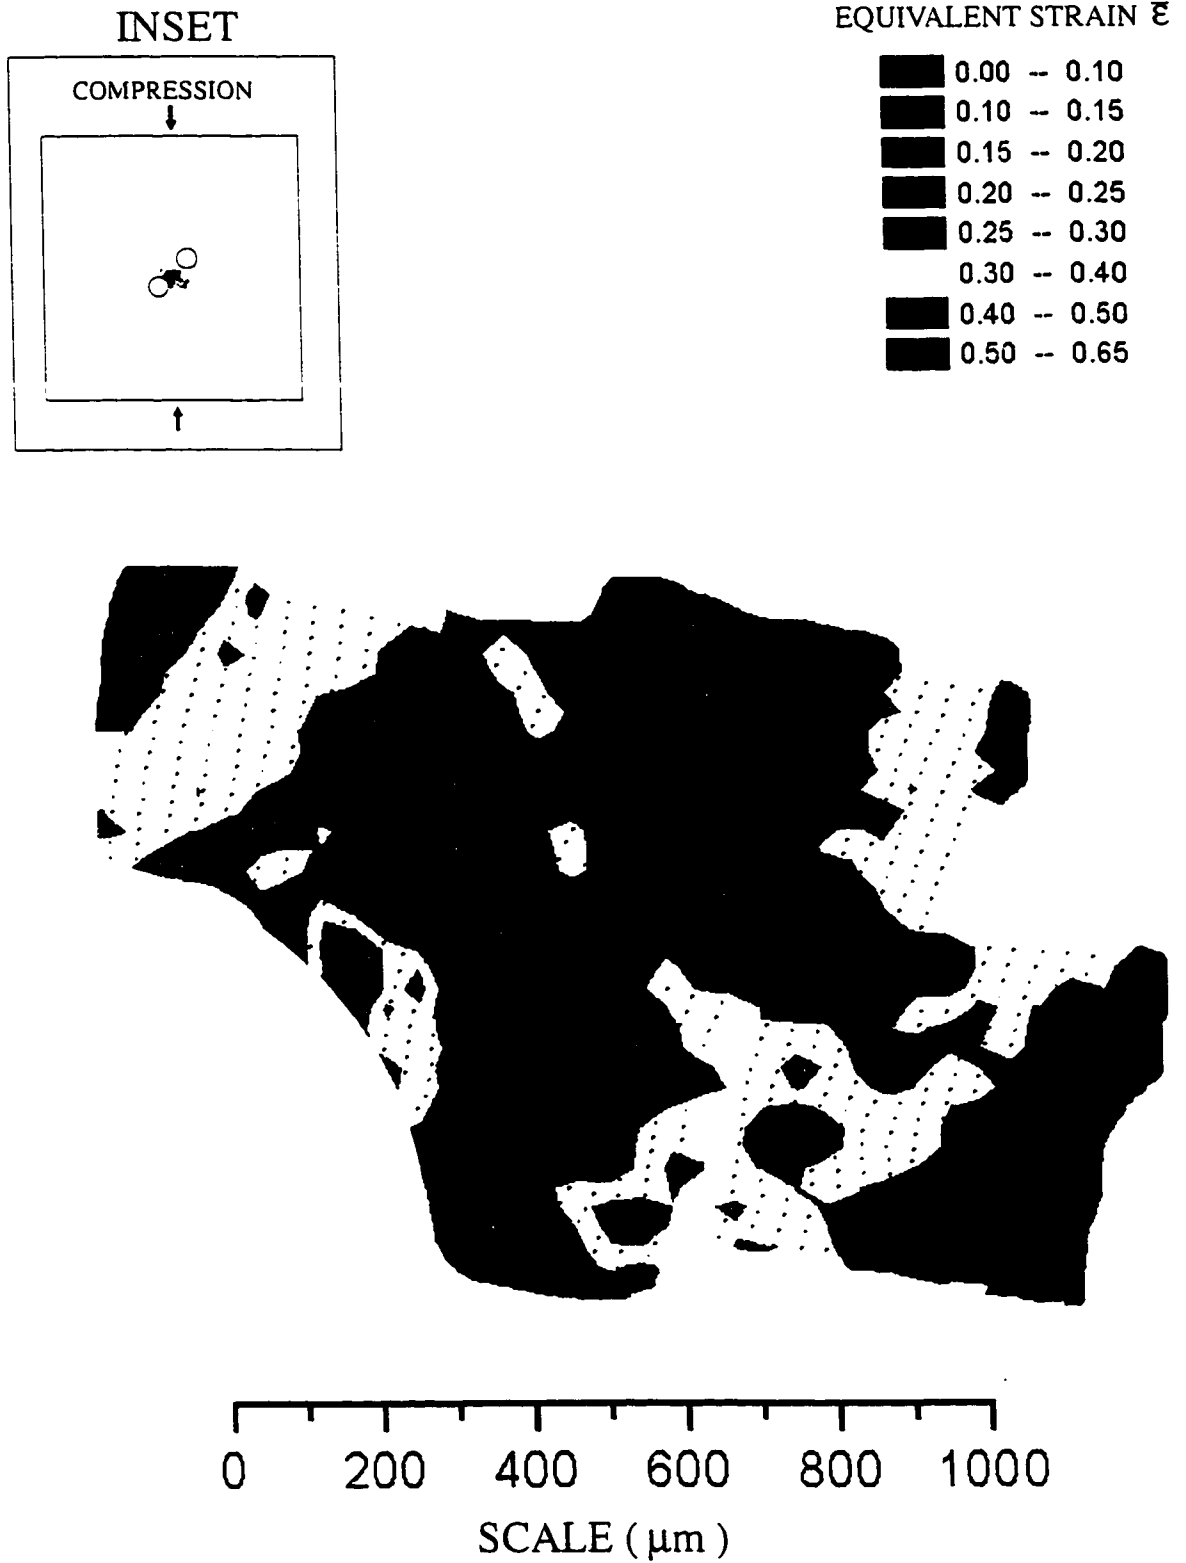 INSET
COMPRESSION
EQUIVALENT STRAIN ε̅
0.00 -- 0.10
0.10 -- 0.15
0.15 -- 0.20
0.20 -- 0.25
0.25 -- 0.30
0.30 -- 0.40
0.40 -- 0.50
0.50 -- 0.65
0 200 400 600 800 1000
SCALE ( μm )